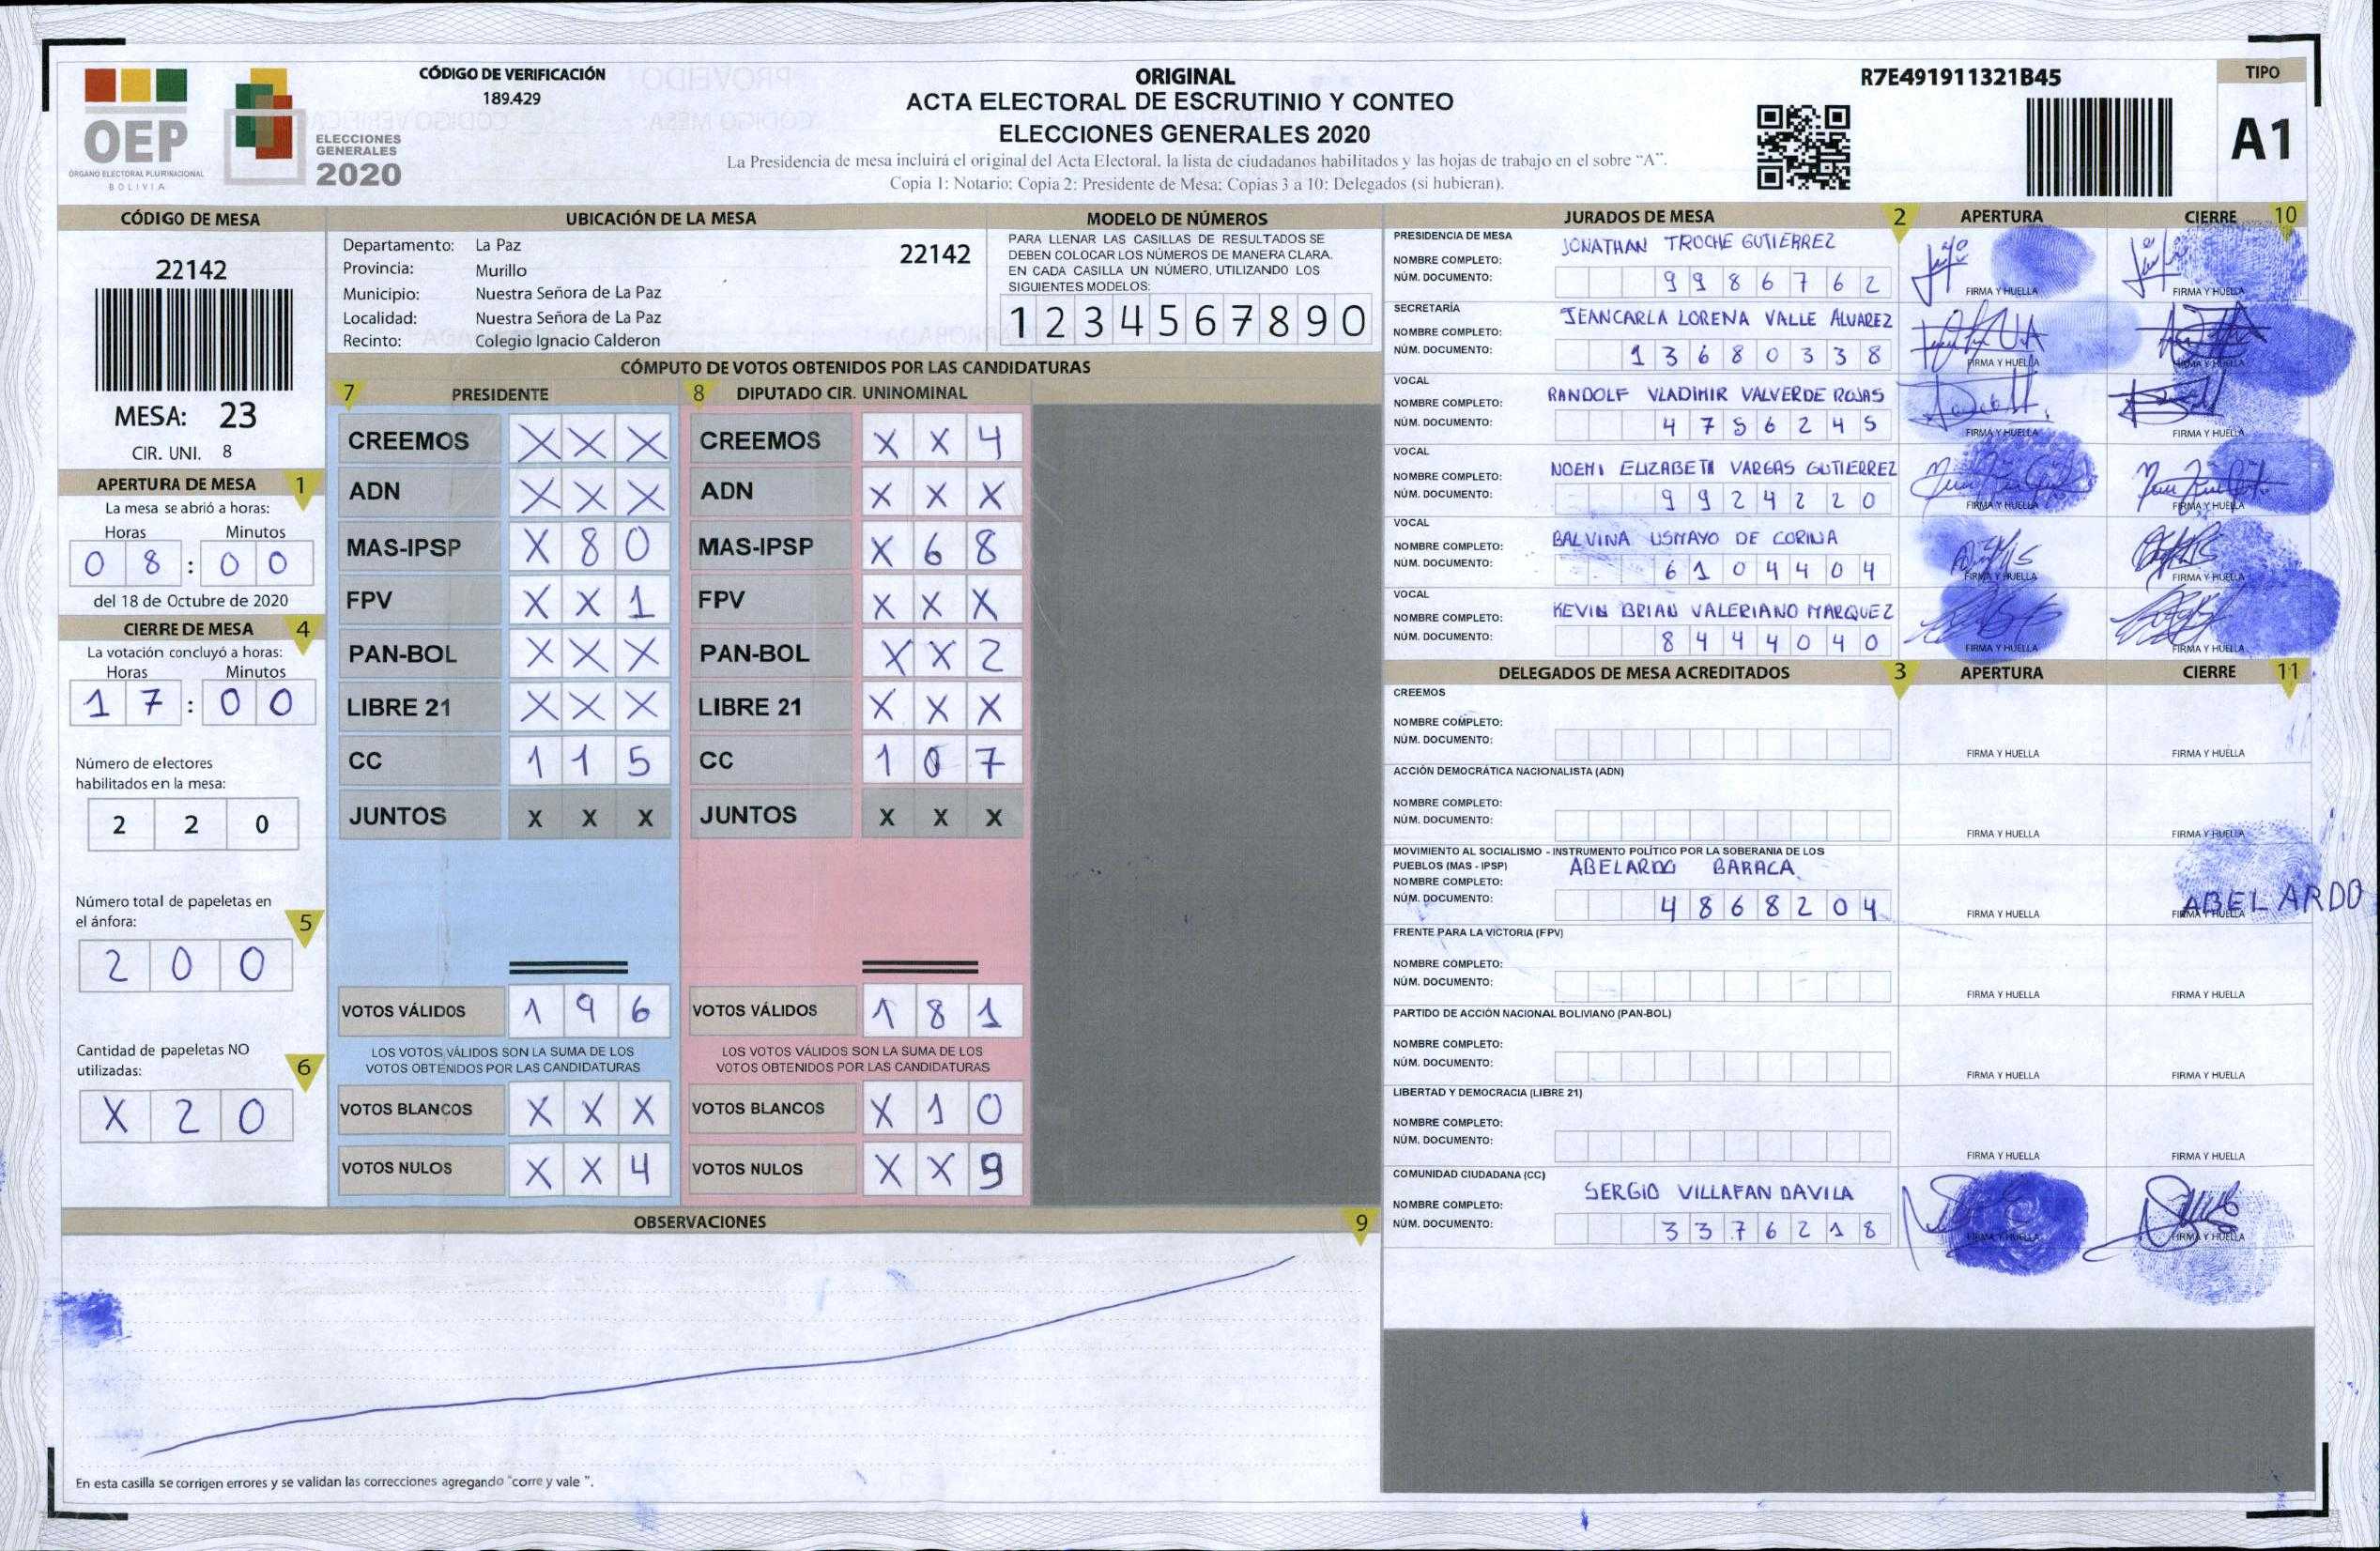 OEP
ÓRGANO ELECTORAL PLURINACIONAL
BOLIVIA
ELECCIONES
GENERALES
2020
CÓDIGO DE VERIFICACIÓN
189.429
ORIGINAL
ACTA ELECTORAL DE ESCRUTINIO Y CONTEO
ELECCIONES GENERALES 2020
La Presidencia de mesa incluirá el original del Acta Electoral, la lista de ciudadanos habilitados y las hojas de trabajo en el sobre "A".
Copia 1: Notario; Copia 2: Presidente de Mesa; Copias 3 a 10: Delegados (si hubieran).
R7E491911321B45
TIPO
A1
CÓDIGO DE MESA
22142
MESA: 23
CIR. UNI. 8
APERTURA DE MESA 1
La mesa se abrió a horas:
Horas Minutos
0 8 : 0 0
del 18 de Octubre de 2020
CIERRE DE MESA 4
La votación concluyó a horas:
Horas Minutos
1 7 : 0 0
Número de electores
habilitados en la mesa:
2 2 0
Número total de papeletas en
el ánfora: 5
2 0 0
Cantidad de papeletas NO
utilizadas: 6
X 2 0
UBICACIÓN DE LA MESA
Departamento: La Paz 22142
Provincia: Murillo
Municipio: Nuestra Señora de La Paz
Localidad: Nuestra Señora de La Paz
Recinto: Colegio Ignacio Calderon
MODELO DE NÚMEROS
PARA LLENAR LAS CASILLAS DE RESULTADOS SE
DEBEN COLOCAR LOS NÚMEROS DE MANERA CLARA.
EN CADA CASILLA UN NÚMERO, UTILIZANDO LOS
SIGUIENTES MODELOS:
1 2 3 4 5 6 7 8 9 0
CÓMPUTO DE VOTOS OBTENIDOS POR LAS CANDIDATURAS
7 PRESIDENTE
CREEMOS X X X
ADN X X X
MAS-IPSP X 8 0
FPV X X 1
PAN-BOL X X X
LIBRE 21 X X X
CC 1 1 5
JUNTOS X X X
VOTOS VÁLIDOS 1 9 6
LOS VOTOS VÁLIDOS SON LA SUMA DE LOS
VOTOS OBTENIDOS POR LAS CANDIDATURAS
VOTOS BLANCOS X X X
VOTOS NULOS X X 4
8 DIPUTADO CIR. UNINOMINAL
CREEMOS X X 4
ADN X X X
MAS-IPSP X 6 8
FPV X X X
PAN-BOL X X 2
LIBRE 21 X X X
CC 1 0 7
JUNTOS X X X
VOTOS VÁLIDOS 1 8 1
LOS VOTOS VÁLIDOS SON LA SUMA DE LOS
VOTOS OBTENIDOS POR LAS CANDIDATURAS
VOTOS BLANCOS X 1 0
VOTOS NULOS X X 9
OBSERVACIONES 9
En esta casilla se corrigen errores y se validan las correcciones agregando "corre y vale ".
JURADOS DE MESA 2 APERTURA CIERRE 10
PRESIDENCIA DE MESA
NOMBRE COMPLETO: JONATHAN TROCHE GUTIERREZ
NÚM. DOCUMENTO: 9 9 8 6 7 6 2
FIRMA Y HUELLA FIRMA Y HUELLA
SECRETARÍA
NOMBRE COMPLETO: JEANCARLA LORENA VALLE ALVAREZ
NÚM. DOCUMENTO: 1 3 6 8 0 3 3 8
FIRMA Y HUELLA FIRMA Y HUELLA
VOCAL
NOMBRE COMPLETO: RANDOLF VLADIMIR VALVERDE ROJAS
NÚM. DOCUMENTO: 4 7 5 6 2 4 5
FIRMA Y HUELLA FIRMA Y HUELLA
VOCAL
NOMBRE COMPLETO: NOEMI ELIZABETH VARGAS GUTIERREZ
NÚM. DOCUMENTO: 9 9 2 4 2 2 0
FIRMA Y HUELLA FIRMA Y HUELLA
VOCAL
NOMBRE COMPLETO: BALVINA USMAYO DE CORINA
NÚM. DOCUMENTO: 6 1 0 4 4 0 4
FIRMA Y HUELLA FIRMA Y HUELLA
VOCAL
NOMBRE COMPLETO: KEVIN BRIAN VALERIANO MARQUEZ
NÚM. DOCUMENTO: 8 4 4 4 0 4 0
FIRMA Y HUELLA FIRMA Y HUELLA
DELEGADOS DE MESA ACREDITADOS 3 APERTURA CIERRE 11
CREEMOS
NOMBRE COMPLETO:
NÚM. DOCUMENTO:
FIRMA Y HUELLA FIRMA Y HUELLA
ACCIÓN DEMOCRÁTICA NACIONALISTA (ADN)
NOMBRE COMPLETO:
NÚM. DOCUMENTO:
FIRMA Y HUELLA FIRMA Y HUELLA
MOVIMIENTO AL SOCIALISMO - INSTRUMENTO POLÍTICO POR LA SOBERANIA DE LOS
PUEBLOS (MAS - IPSP)
NOMBRE COMPLETO: ABELARDO BARACA
NÚM. DOCUMENTO: 4 8 6 8 2 0 4
ABELARDO
FIRMA Y HUELLA FIRMA Y HUELLA
FRENTE PARA LA VICTORIA (FPV)
NOMBRE COMPLETO:
NÚM. DOCUMENTO:
FIRMA Y HUELLA FIRMA Y HUELLA
PARTIDO DE ACCIÓN NACIONAL BOLIVIANO (PAN-BOL)
NOMBRE COMPLETO:
NÚM. DOCUMENTO:
FIRMA Y HUELLA FIRMA Y HUELLA
LIBERTAD Y DEMOCRACIA (LIBRE 21)
NOMBRE COMPLETO:
NÚM. DOCUMENTO:
FIRMA Y HUELLA FIRMA Y HUELLA
COMUNIDAD CIUDADANA (CC)
NOMBRE COMPLETO: SERGIO VILLAFAN DAVILA
NÚM. DOCUMENTO: 3 3 7 6 2 1 8
FIRMA Y HUELLA FIRMA Y HUELLA